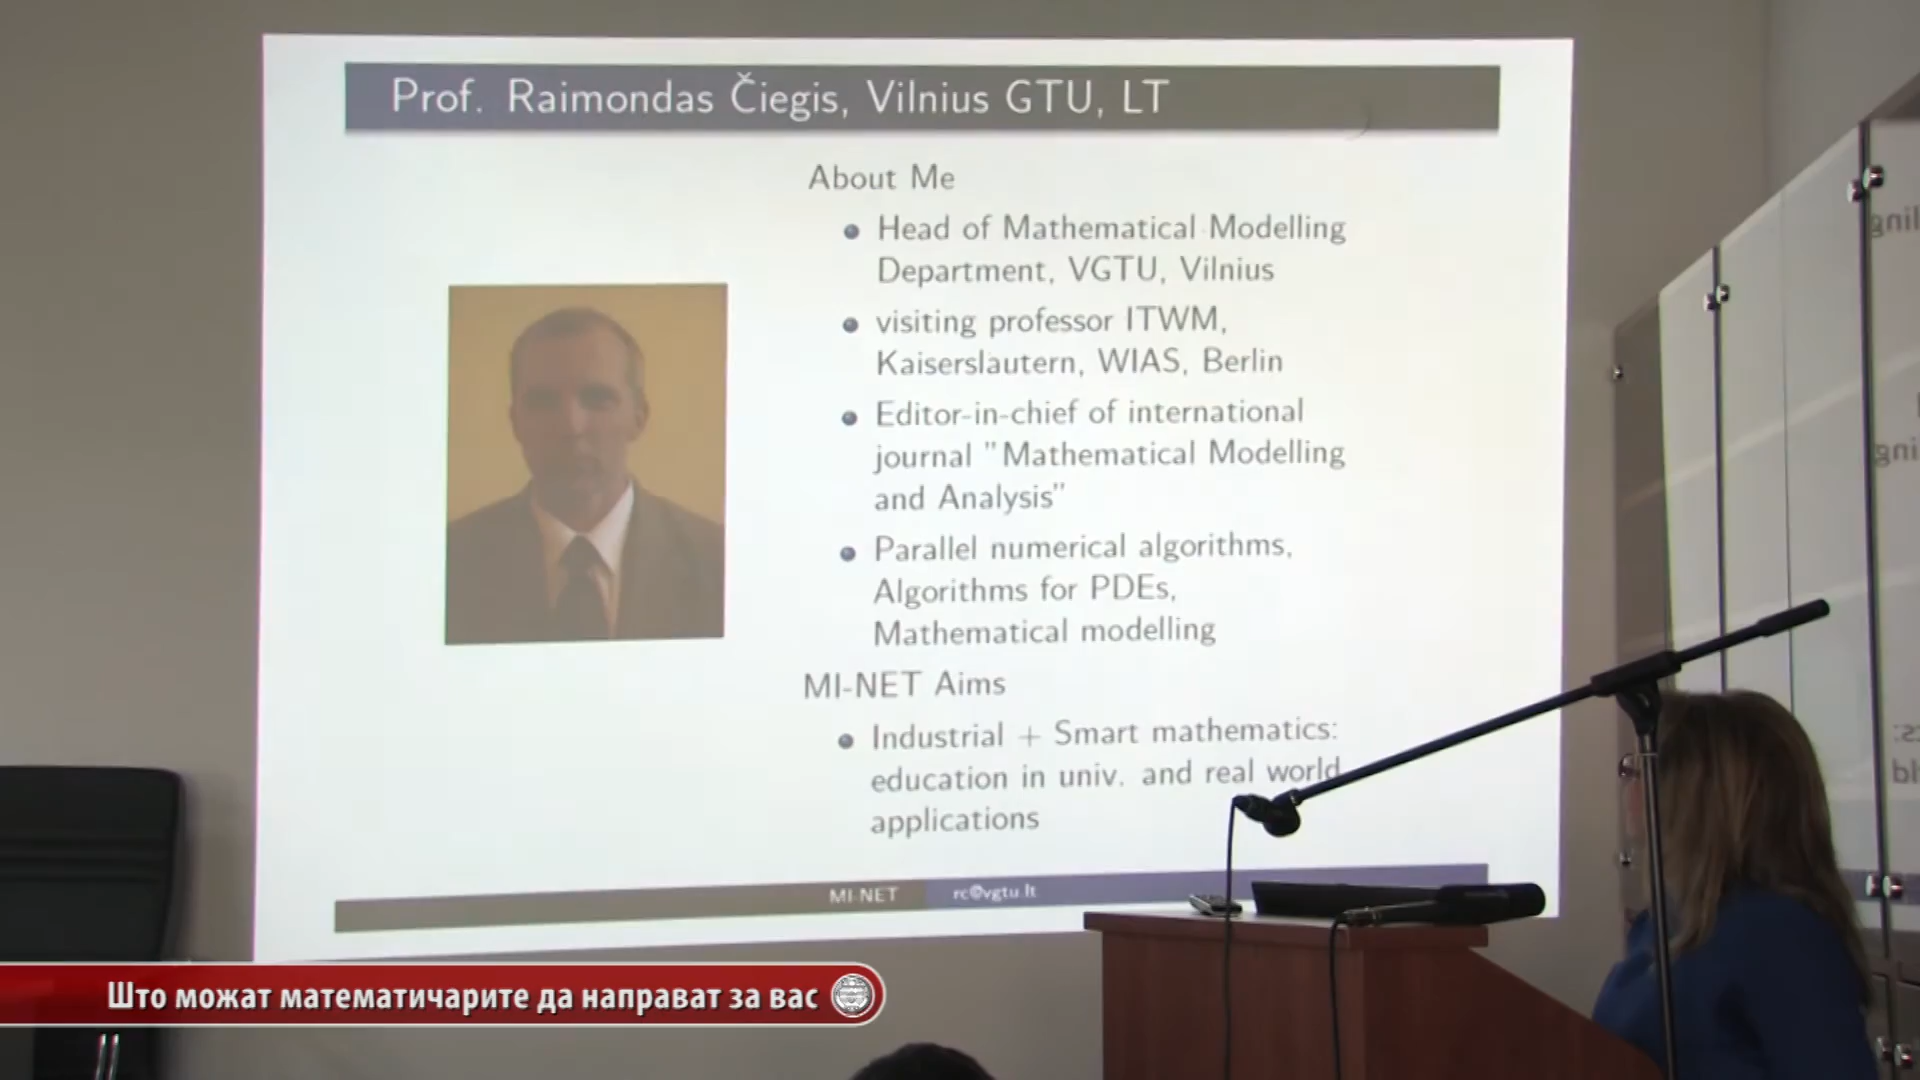 Prof. Raimondas Čiegis, Vilnius GTU, LT
About Me
Head of Mathematical Modelling
Department, VGTU, Vilnius
visiting professor ITWM,
Kaiserslautern, WIAS, Berlin
Editor-in-chief of international
journal "Mathematical Modelling
and Analysis"
Parallel numerical algorithms,
Algorithms for PDEs,
Mathematical modelling
MI-NET Aims
Industrial + Smart mathematics:
education in univ. and real world
applications
MI-NET rc@vgtu.lt
Што можат математичарите да направат за вас